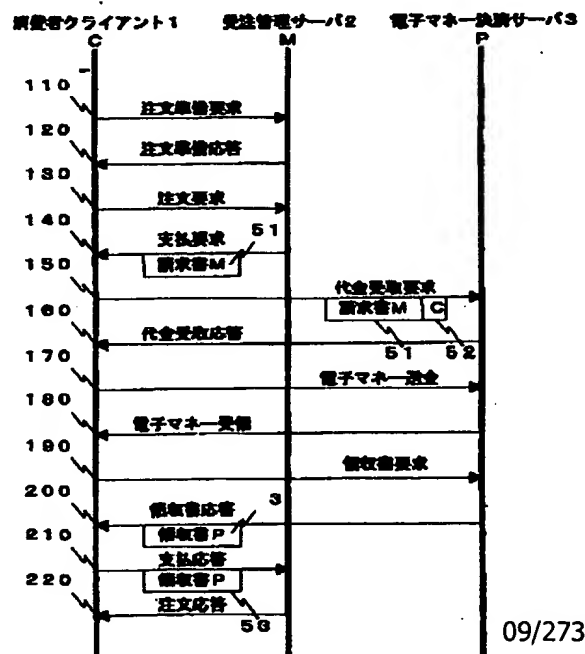 消費者クライアント1 受注管理サーバ2 電子マネー決済サーバ3
C M P
110
注文準備要求
120
注文準備応答
130
注文要求
140
支払要求 51
請求書M
150
代金受取要求
請求書M C
160
代金受取応答 51 52
170
電子マネー送金
180
電子マネー受領
190
領収書要求
200
領収書応答 3
領収書P
210
支払応答
領収書P
220
注文応答 53
09/273